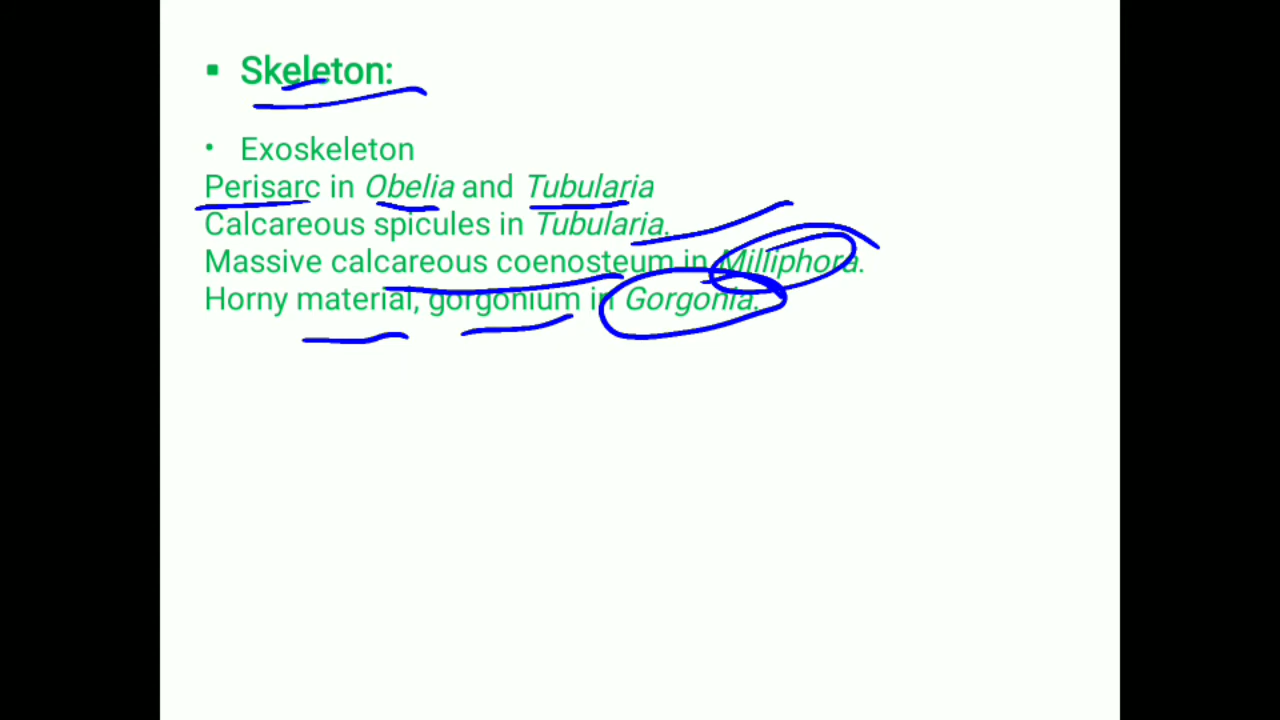 ▪ Skeleton:
• Exoskeleton
Perisarc in Obelia and Tubularia
Calcareous spicules in Tubularia.
Massive calcareous coenosteum in Milliphora.
Horny material, gorgonium in Gorgonia.